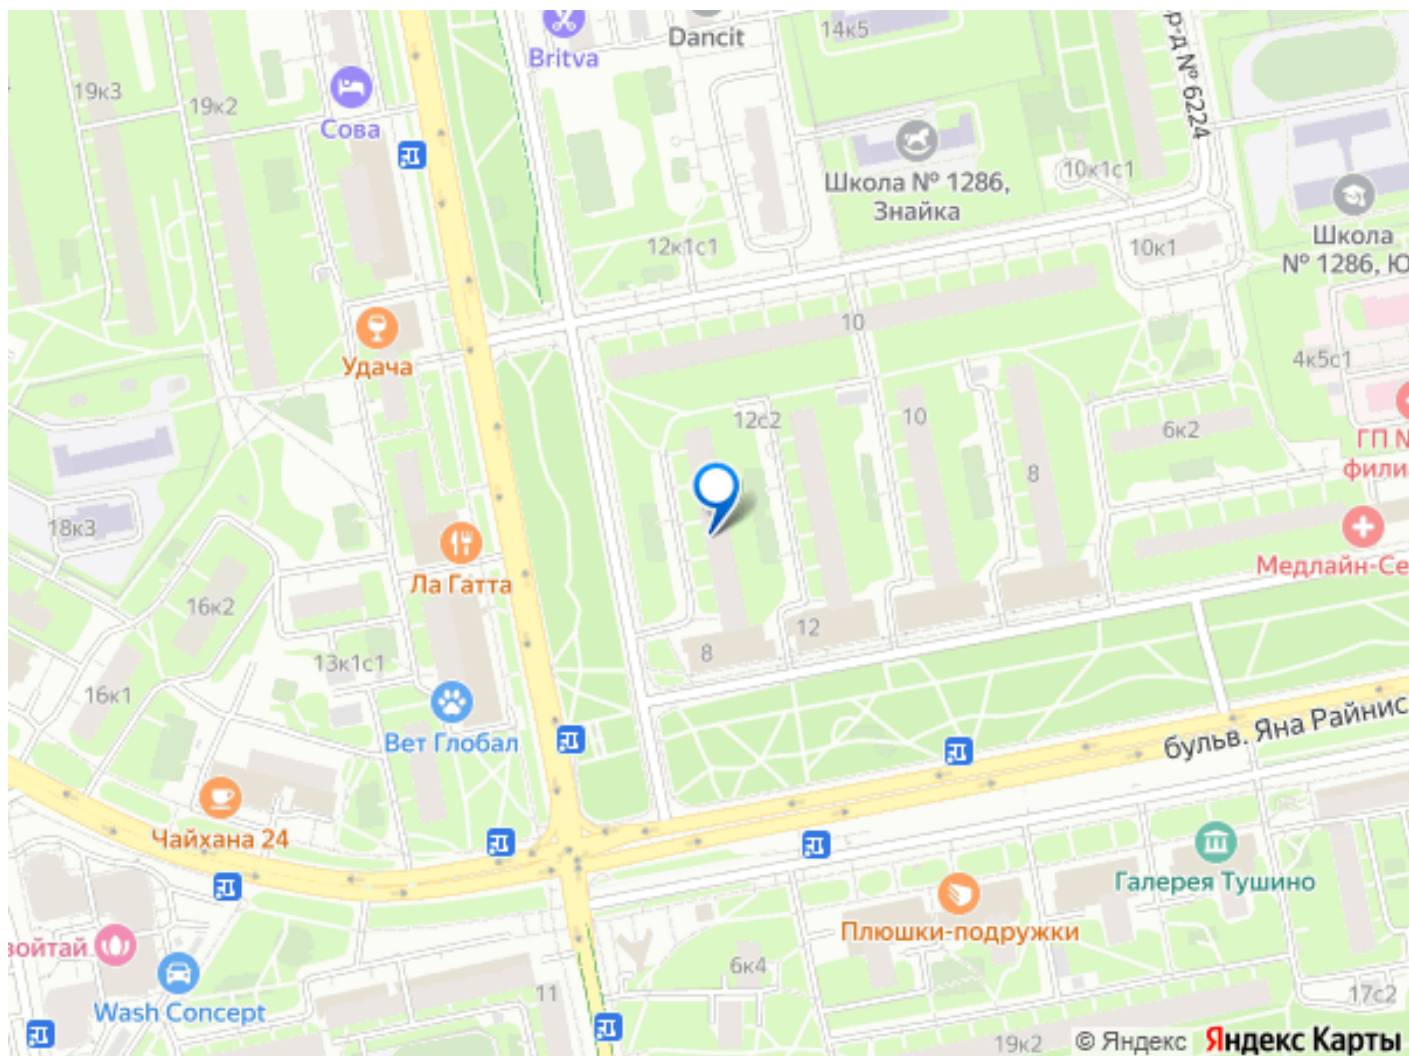 Britva
Dancit
14к5
р-д № 6224
19к3
19к2
Сова
Школа № 1286,
Знайка
10к1с1
Школа
№ 1286, Ю
12к1с1
10к1
Удача
10
4к5с1
12с2
10
6к2
ГП №
фили
8
18к3
Ла Гатта
Медлайн-Се
16к2
12
8
13к1с1
16к1
Вет Глобал
бульв. Яна Райнис
Чайхана 24
Галерея Тушино
Плюшки-подружки
войтай
6к4
Wash Concept
11
17с2
19к2
© Яндекс Яндекс Карты